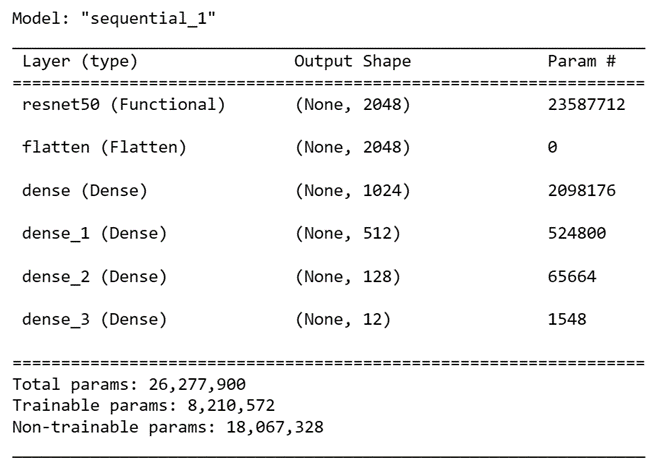 Model: "sequential_1"
Layer (type) Output Shape Param #
resnet50 (Functional) (None, 2048) 23587712
flatten (Flatten) (None, 2048) 0
dense (Dense) (None, 1024) 2098176
dense_1 (Dense) (None, 512) 524800
dense_2 (Dense) (None, 128) 65664
dense_3 (Dense) (None, 12) 1548
Total params: 26,277,900
Trainable params: 8,210,572
Non-trainable params: 18,067,328